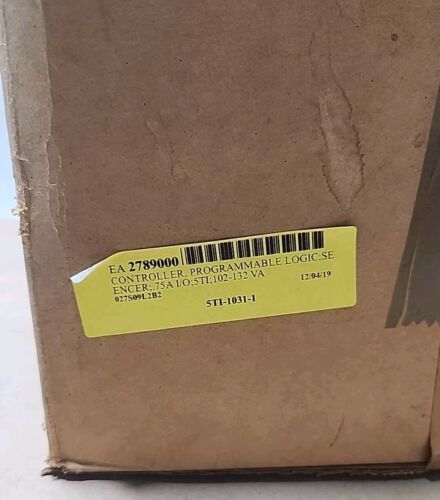 EA 2789000
CONTROLLER, PROGRAMMABLE LOGIC;SE
ENCER;.75A I/O;5TI;102-132 VA
027S09L2B2 12/04/19
5TI-1031-1